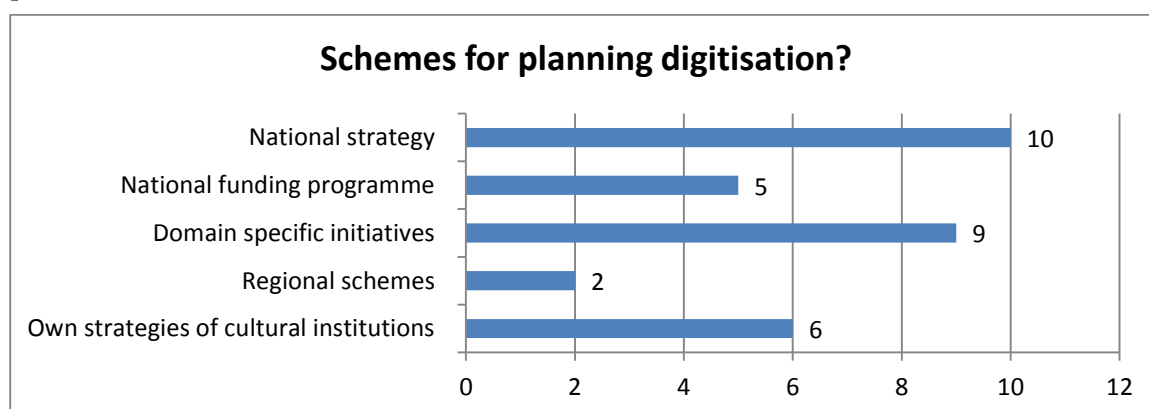 Schemes for planning digitisation?
National strategy 10
National funding programme 5
Domain specific initiatives 9
Regional schemes 2
Own strategies of cultural institutions 6
0 2 4 6 8 10 12